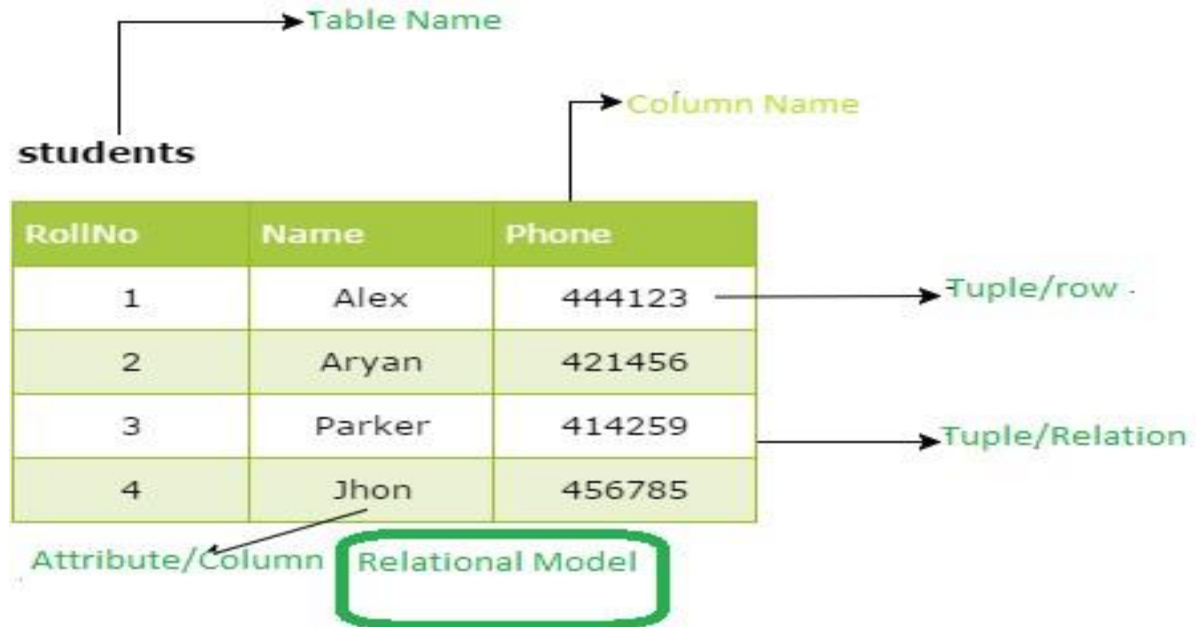 Table Name
Column Name
students
RollNo Name Phone
1 Alex 444123
Tuple/row
2 Aryan 421456
3 Parker 414259
Tuple/Relation
4 Jhon 456785
Attribute/Column
Relational Model